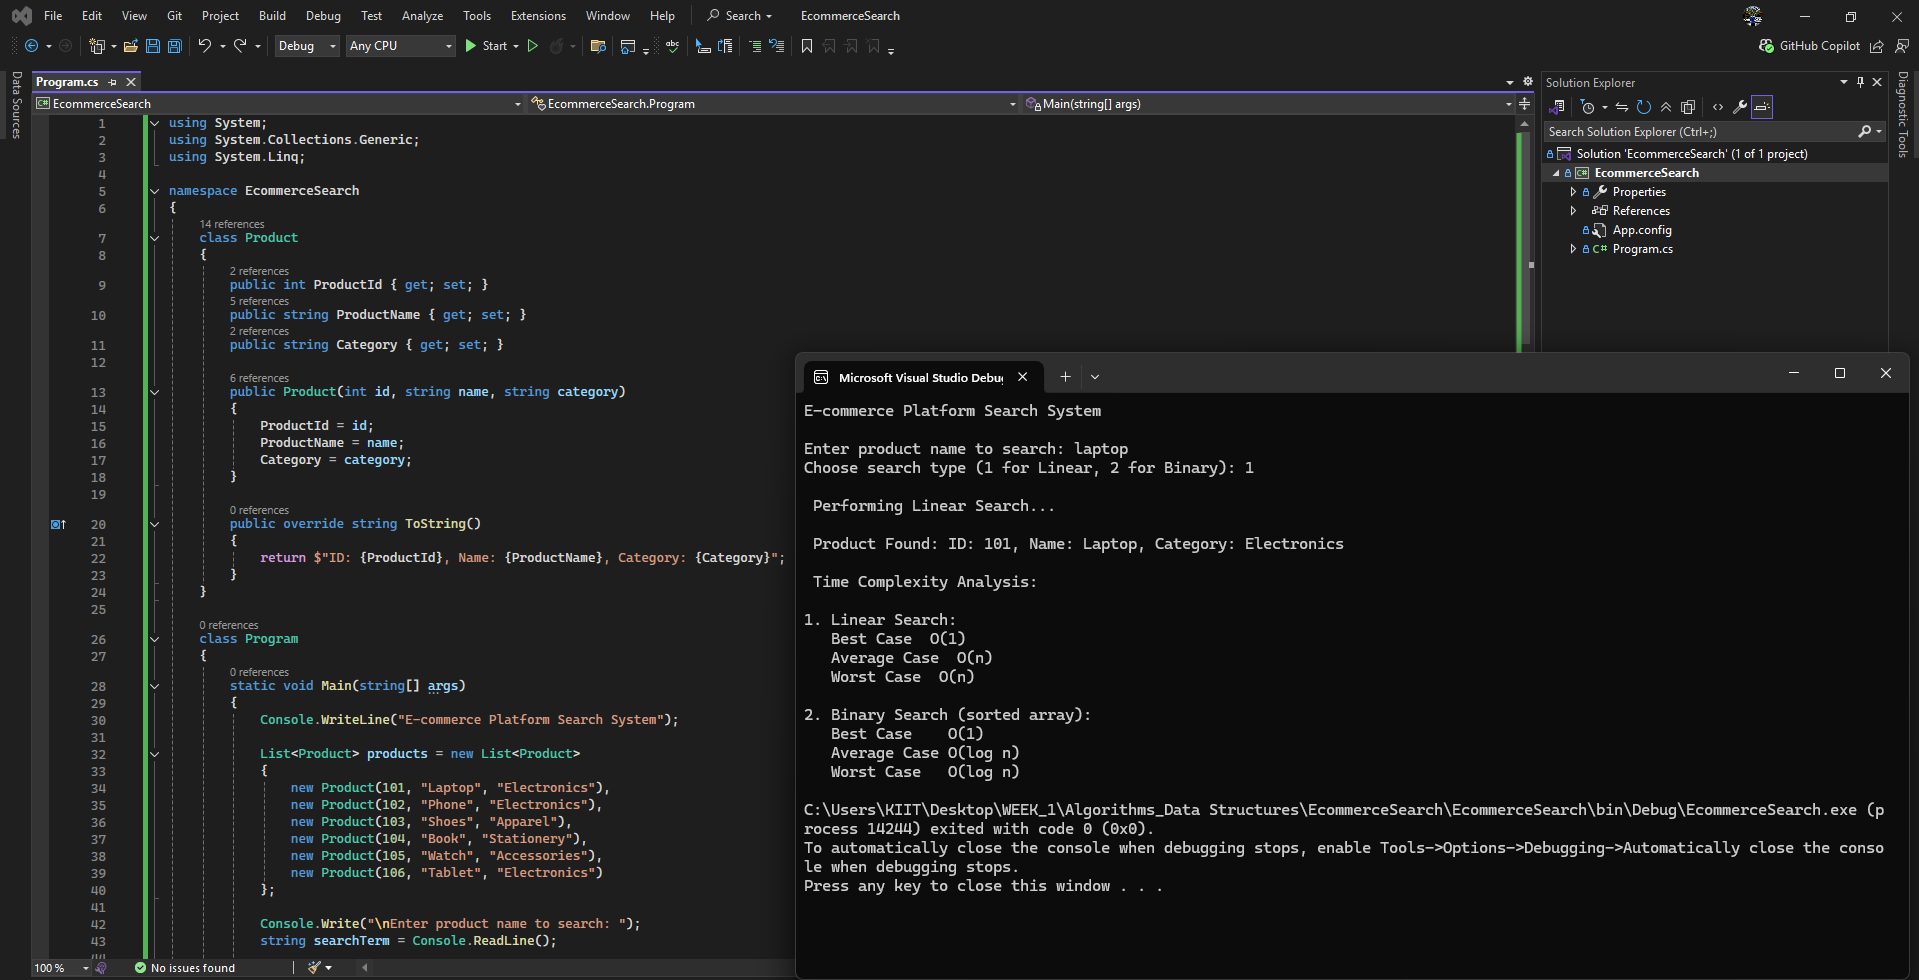 File Edit View Git Project Build Debug Test Analyze Tools Extensions Window Help Search EcommerceSearch
Debug Any CPU Start GitHub Copilot
Data Sources
Program.cs
EcommerceSearch EcommerceSearch.Program Main(string[] args)
1 using System;
2 using System.Collections.Generic;
3 using System.Linq;
4
5 namespace EcommerceSearch
6 {
14 references
7 class Product
8 {
2 references
9 public int ProductId { get; set; }
5 references
10 public string ProductName { get; set; }
2 references
11 public string Category { get; set; }
12
6 references
13 public Product(int id, string name, string category)
14 {
15 ProductId = id;
16 ProductName = name;
17 Category = category;
18 }
19
0 references
20 public override string ToString()
21 {
22 return $"ID: {ProductId}, Name: {ProductName}, Category: {Category}";
23 }
24 }
25
0 references
26 class Program
27 {
0 references
28 static void Main(string[] args)
29 {
30 Console.WriteLine("E-commerce Platform Search System");
31
32 List<Product> products = new List<Product>
33 {
34 new Product(101, "Laptop", "Electronics"),
35 new Product(102, "Phone", "Electronics"),
36 new Product(103, "Shoes", "Apparel"),
37 new Product(104, "Book", "Stationery"),
38 new Product(105, "Watch", "Accessories"),
39 new Product(106, "Tablet", "Electronics")
40 };
41
42 Console.Write("\nEnter product name to search: ");
43 string searchTerm = Console.ReadLine();
100 % No issues found
Solution Explorer
Search Solution Explorer (Ctrl+;)
Solution 'EcommerceSearch' (1 of 1 project)
EcommerceSearch
Properties
References
App.config
C# Program.cs
Diagnostic Tools
Microsoft Visual Studio Debu
E-commerce Platform Search System
Enter product name to search: laptop
Choose search type (1 for Linear, 2 for Binary): 1
Performing Linear Search...
Product Found: ID: 101, Name: Laptop, Category: Electronics
Time Complexity Analysis:
1. Linear Search:
Best Case O(1)
Average Case O(n)
Worst Case O(n)
2. Binary Search (sorted array):
Best Case O(1)
Average Case O(log n)
Worst Case O(log n)
C:\Users\KIIT\Desktop\WEEK_1\Algorithms_Data Structures\EcommerceSearch\EcommerceSearch\bin\Debug\EcommerceSearch.exe (p
rocess 14244) exited with code 0 (0x0).
To automatically close the console when debugging stops, enable Tools->Options->Debugging->Automatically close the conso
le when debugging stops.
Press any key to close this window . . .